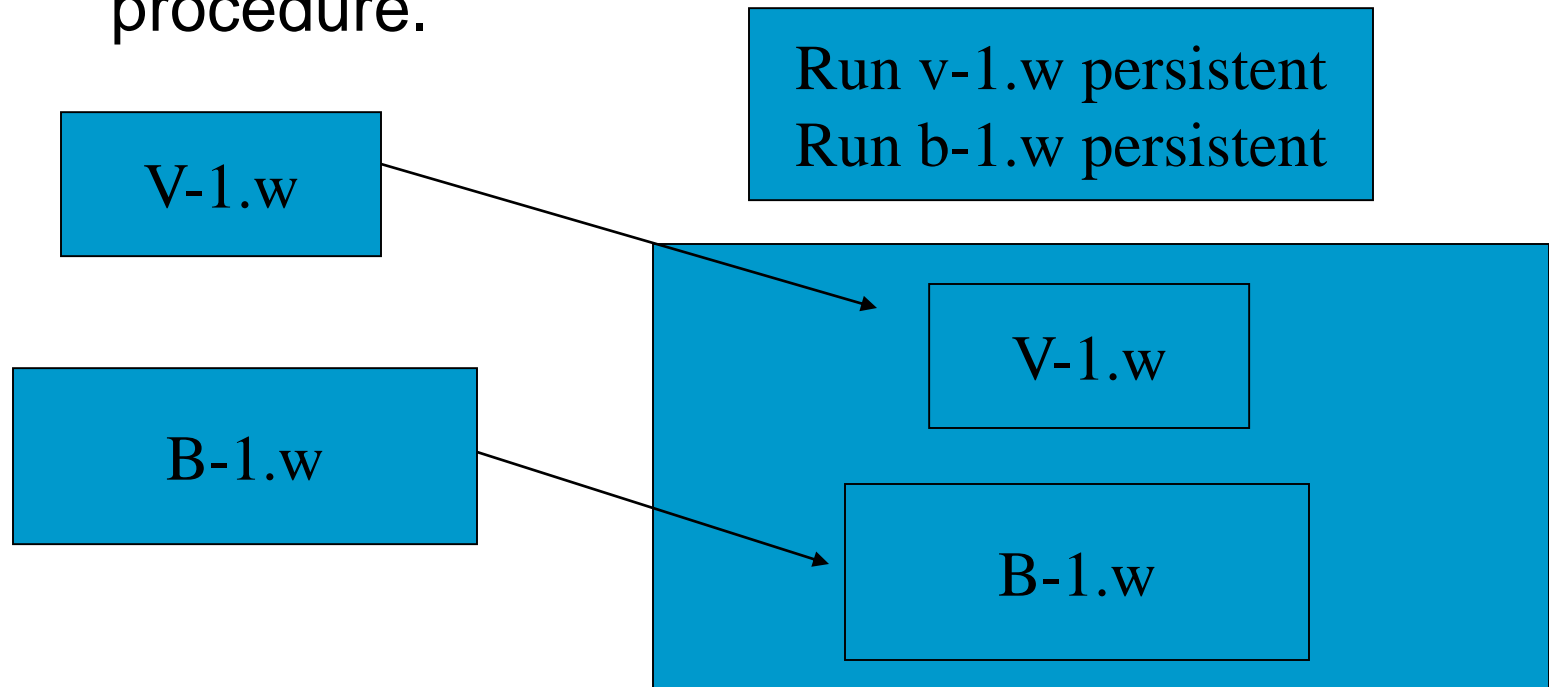 procedure.
Run v-1.w persistent
Run b-1.w persistent
V-1.w
V-1.w
B-1.w
B-1.w